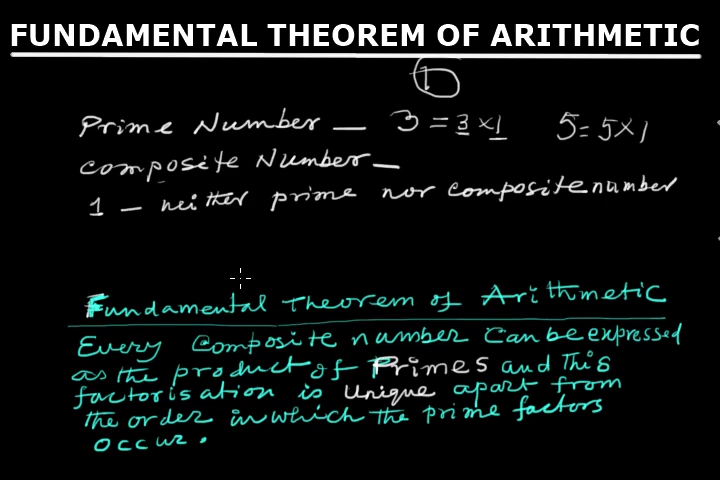 FUNDAMENTAL THEOREM OF ARITHMETIC
1
Prime Number — 3 = 3 × 1 5 = 5 × 1
Composite Number —
1 — neither prime nor composite number
Fundamental Theorem of Arithmetic
Every Composite number Can be expressed
as the product of Primes and This
factorisation is Unique apart from
the order in which the prime factors
occur.